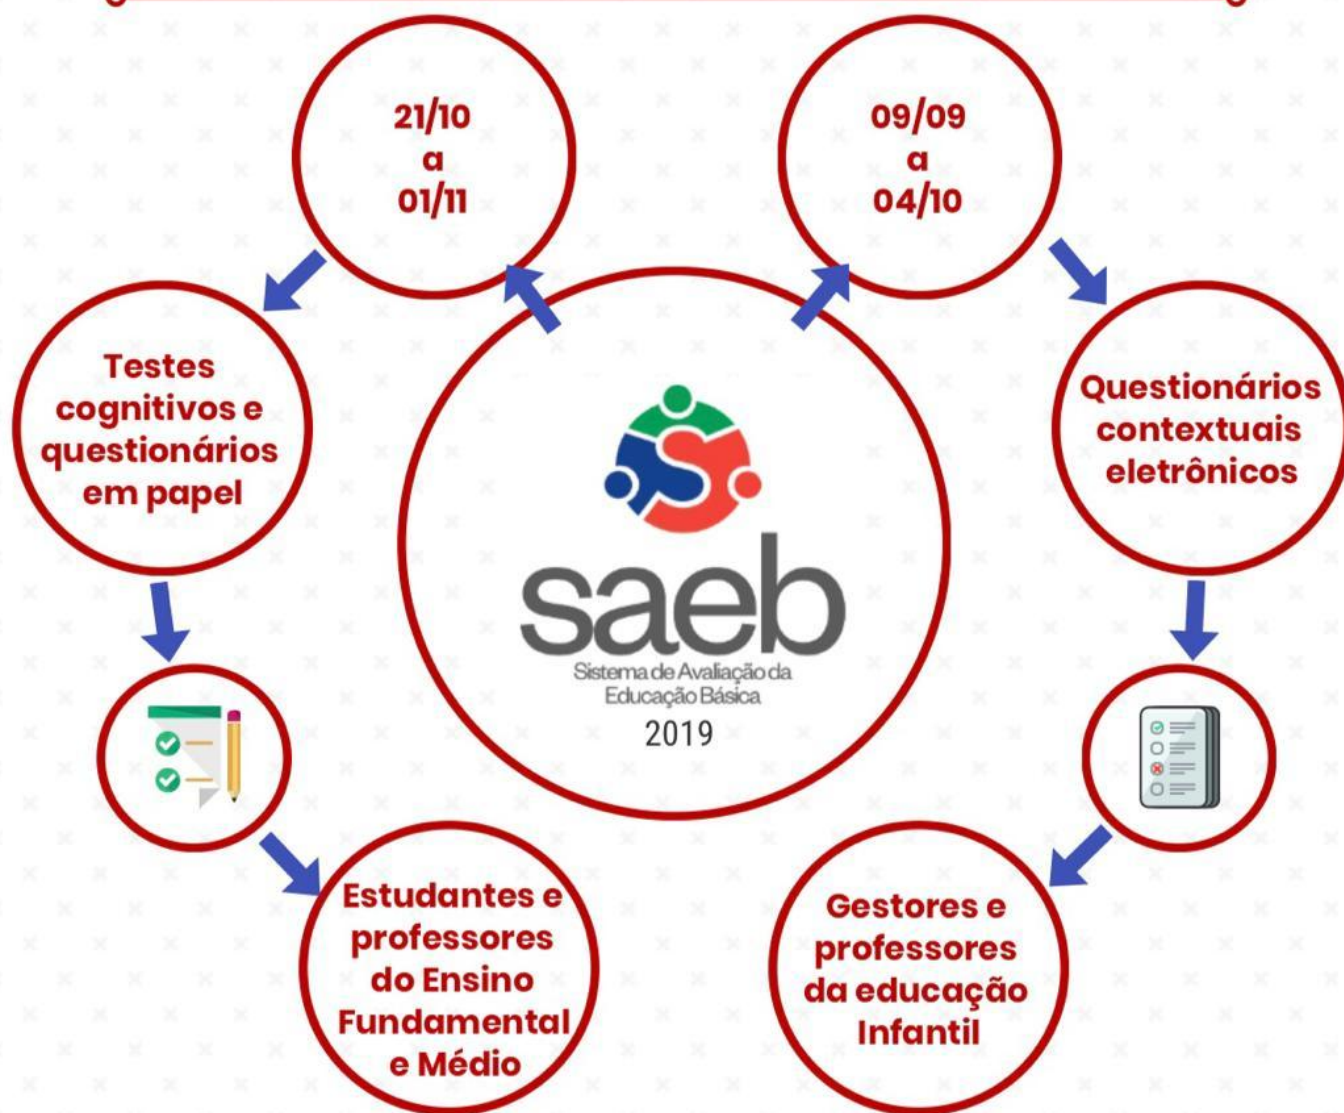 21/10
a
01/11
09/09
a
04/10
Testes
cognitivos e
questionários
em papel
Questionários
contextuais
eletrônicos
saeb
Sistema de Avaliação da
Educação Básica
2019
Estudantes e
professores
do Ensino
Fundamental
e Médio
Gestores e
professores
da educação
Infantil